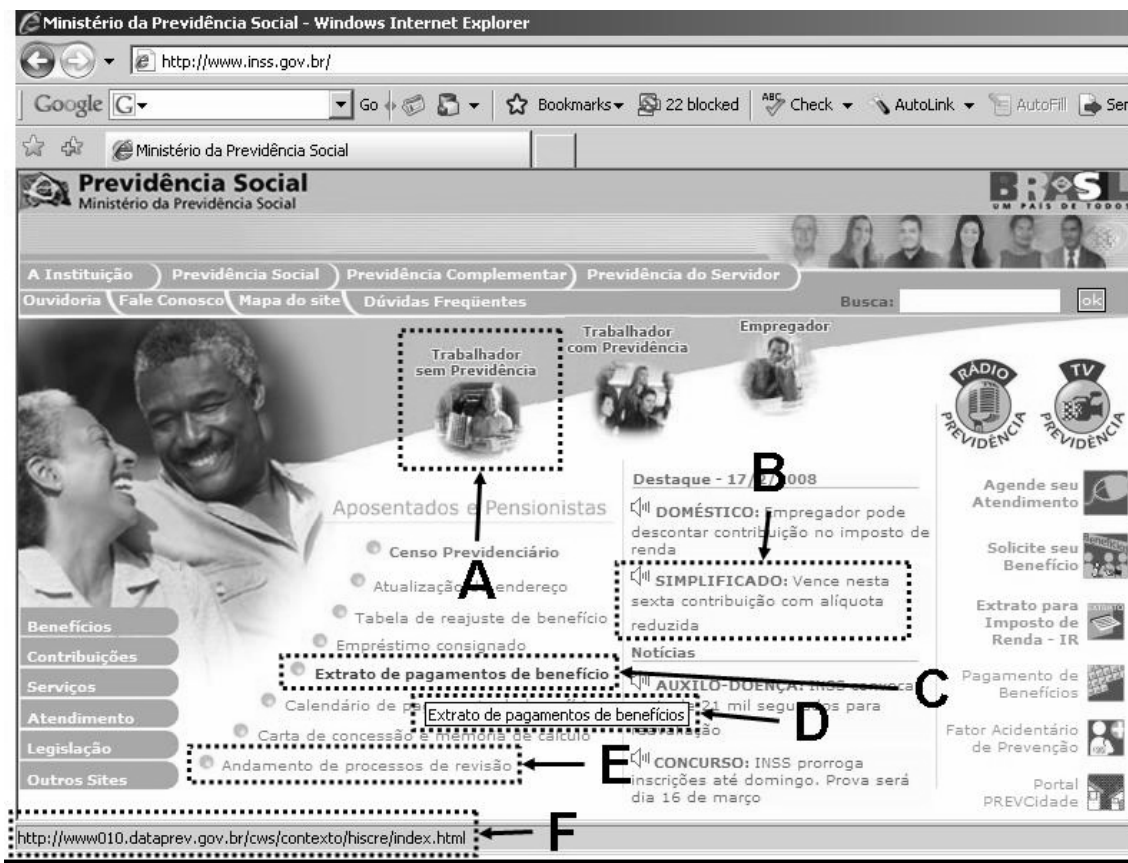 Ministério da Previdência Social - Windows Internet Explorer
http://www.inss.gov.br/
Google G Go Bookmarks 22 blocked ABC Check AutoLink AutoFill Ser
Ministério da Previdência Social
Previdência Social
Ministério da Previdência Social
BRASIL
UM PAÍS DE TODOS
A Instituição Previdência Social Previdência Complementar Previdência do Servidor
Ouvidoria Fale Conosco Mapa do site Dúvidas Freqüentes
Busca: ok
Trabalhador
sem Previdência
Trabalhador
com Previdência
Empregador
RÁDIO
PREVIDÊNCIA
TV
PREVIDÊNCIA
A
B
C
D
E
F
Aposentados e Pensionistas
Censo Previdenciário
Atualização endereço
Tabela de reajuste de benefício
Empréstimo consignado
Extrato de pagamentos de benefício
Calendário de
Extrato de pagamentos de benefícios
Carta de concessão e memória de cálculo
Andamento de processos de revisão
Destaque - 17/2/2008
DOMÉSTICO: Empregador pode
descontar contribuição no imposto de
renda
SIMPLIFICADO: Vence nesta
sexta contribuição com alíquota
reduzida
Notícias
AUXILO-DOENÇA: INSS convoca
21 mil segurados para
CONCURSO: INSS prorroga
inscrições até domingo. Prova será
dia 16 de março
Benefícios
Contribuições
Serviços
Atendimento
Legislação
Outros Sites
Agende seu
Atendimento
Solicite seu
Benefício
Benefício
Extrato para
Imposto de
Renda - IR
EXTRATO
Pagamento de
Benefícios
Fator Acidentário
de Prevenção
Portal
PREVCidade
http://www010.dataprev.gov.br/cws/contexto/hiscre/index.html